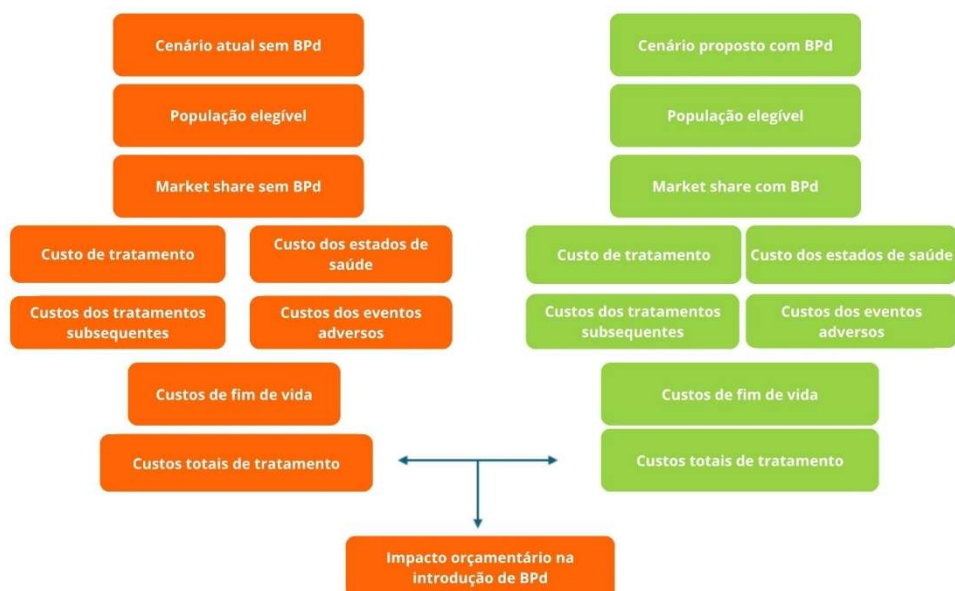 Cenário atual sem BPd
População elegível
Market share sem BPd
Custo de tratamento
Custo dos estados de
saúde
Custos dos tratamentos
subsequentes
Custos dos eventos
adversos
Custos de fim de vida
Custos totais de tratamento
Cenário proposto com BPd
População elegível
Market share com BPd
Custo de tratamento
Custo dos estados de saúde
Custos dos tratamentos
subsequentes
Custos dos eventos
adversos
Custos de fim de vida
Custos totais de tratamento
Impacto orçamentário na
introdução de BPd